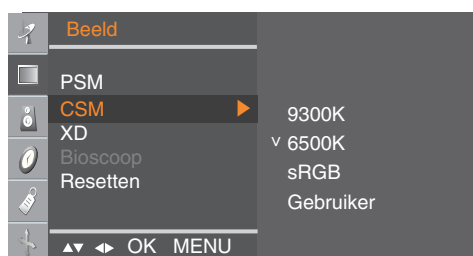 Beeld
PSM
CSM
XD
Bioscoop
Resetten
9300K
v 6500K
sRGB
Gebruiker
OK MENU